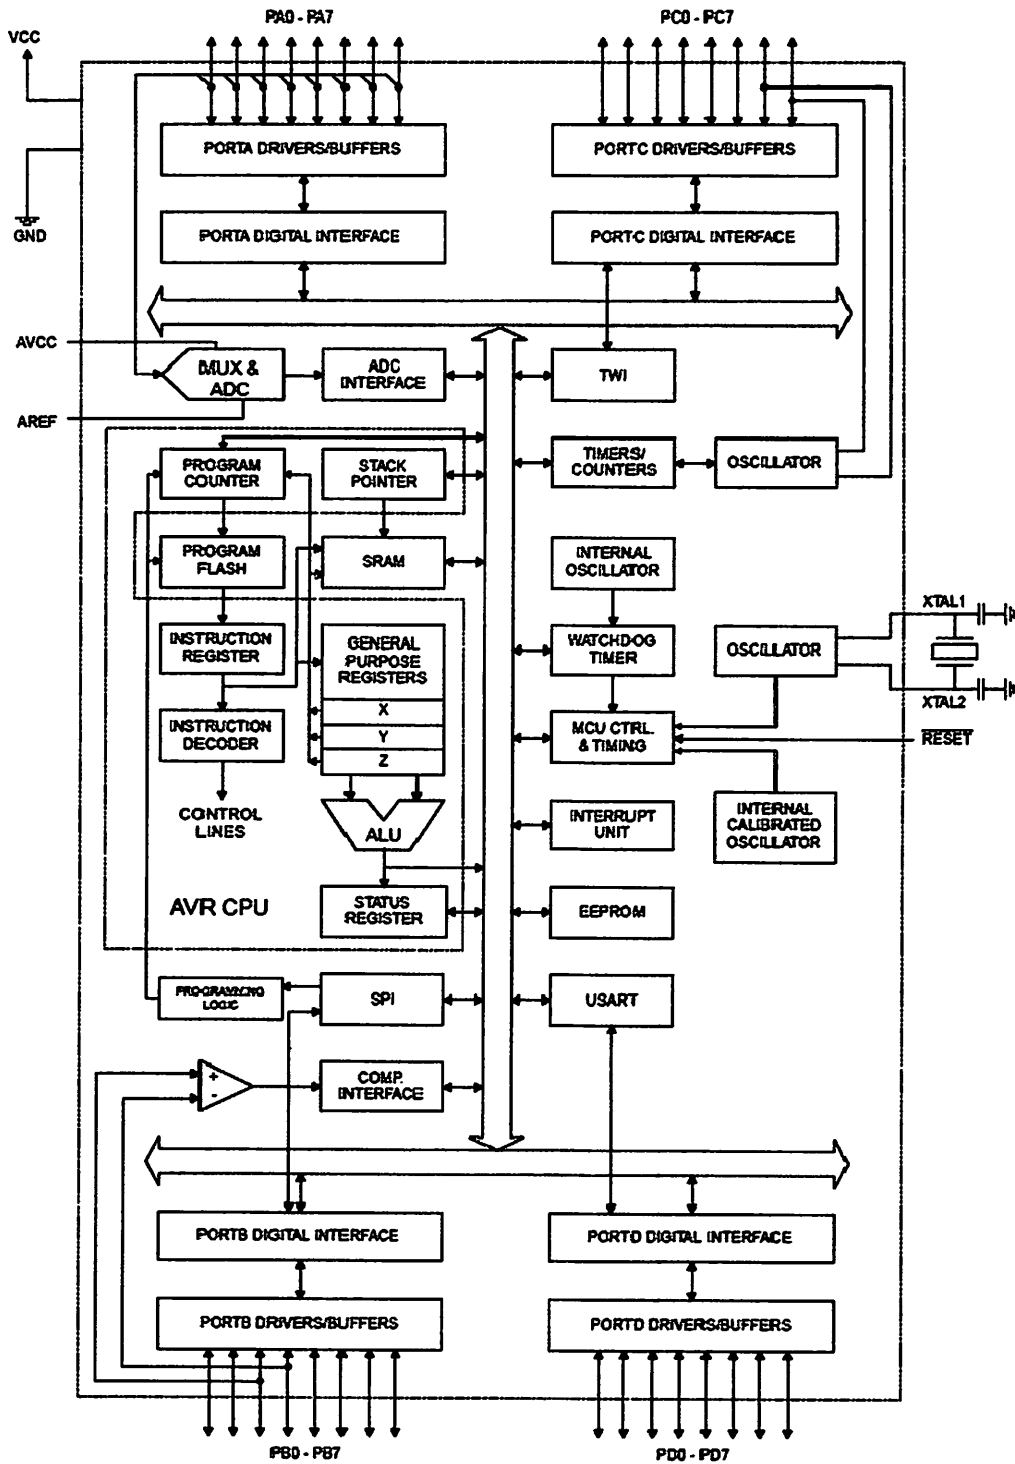 PA0 - PA7
PC0 - PC7
VCC
PORTA DRIVERS/BUFFERS
PORTC DRIVERS/BUFFERS
GND
PORTA DIGITAL INTERFACE
PORTC DIGITAL INTERFACE
AVCC
MUX &
ADC
ADC
INTERFACE
TWI
AREF
PROGRAM
COUNTER
STACK
POINTER
TIMERS/
COUNTERS
OSCILLATOR
PROGRAM
FLASH
SRAM
INTERNAL
OSCILLATOR
XTAL1
INSTRUCTION
REGISTER
GENERAL
PURPOSE
REGISTERS
WATCHDOG
TIMER
OSCILLATOR
X
XTAL2
INSTRUCTION
DECODER
Y
MCU CTRL.
& TIMING
RESET
Z
CONTROL
LINES
ALU
INTERRUPT
UNIT
INTERNAL
CALIBRATED
OSCILLATOR
AVR CPU
STATUS
REGISTER
EEPROM
PROGRAMMING
LOGIC
SPI
USART
+
-
COMP.
INTERFACE
PORTB DIGITAL INTERFACE
PORTD DIGITAL INTERFACE
PORTB DRIVERS/BUFFERS
PORTD DRIVERS/BUFFERS
PB0 - PB7
PD0 - PD7